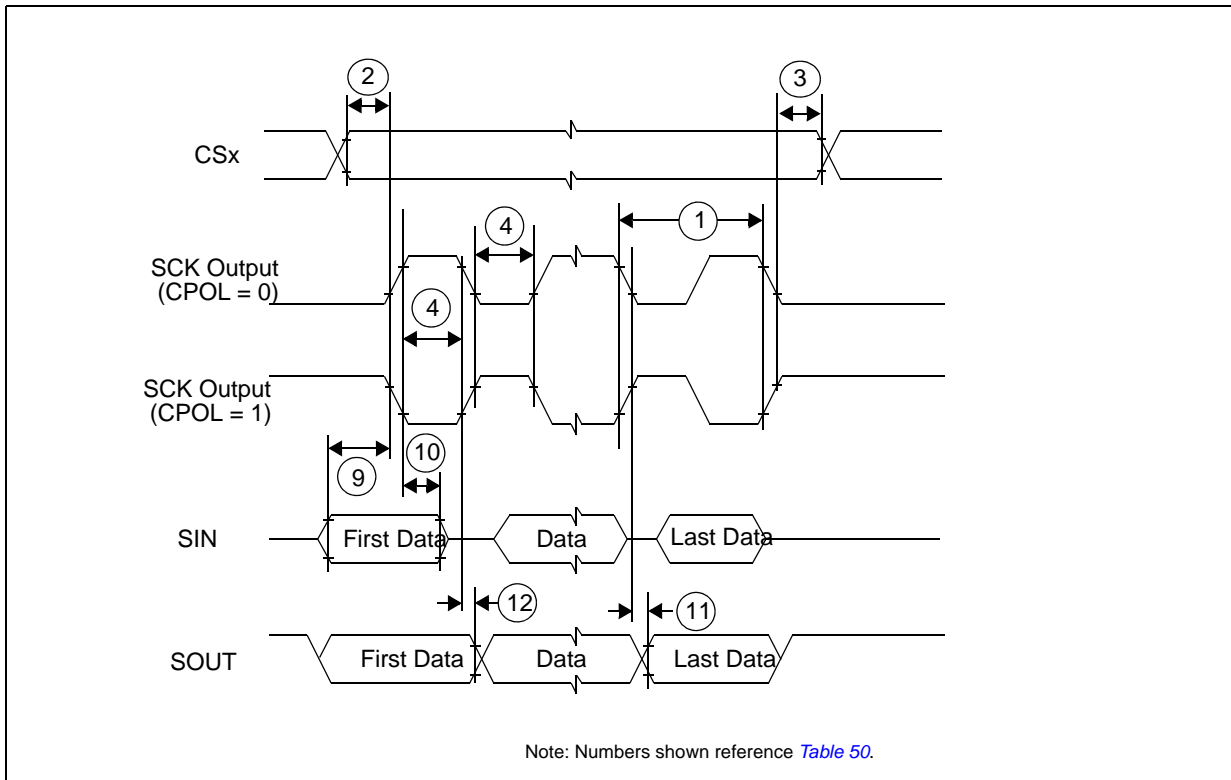 2
3
CSx
1
4
SCK Output
(CPOL = 0)
4
SCK Output
(CPOL = 1)
10
9
SIN
First Data
Data
Last Data
12
11
SOUT
First Data
Data
Last Data
Note: Numbers shown reference Table 50.